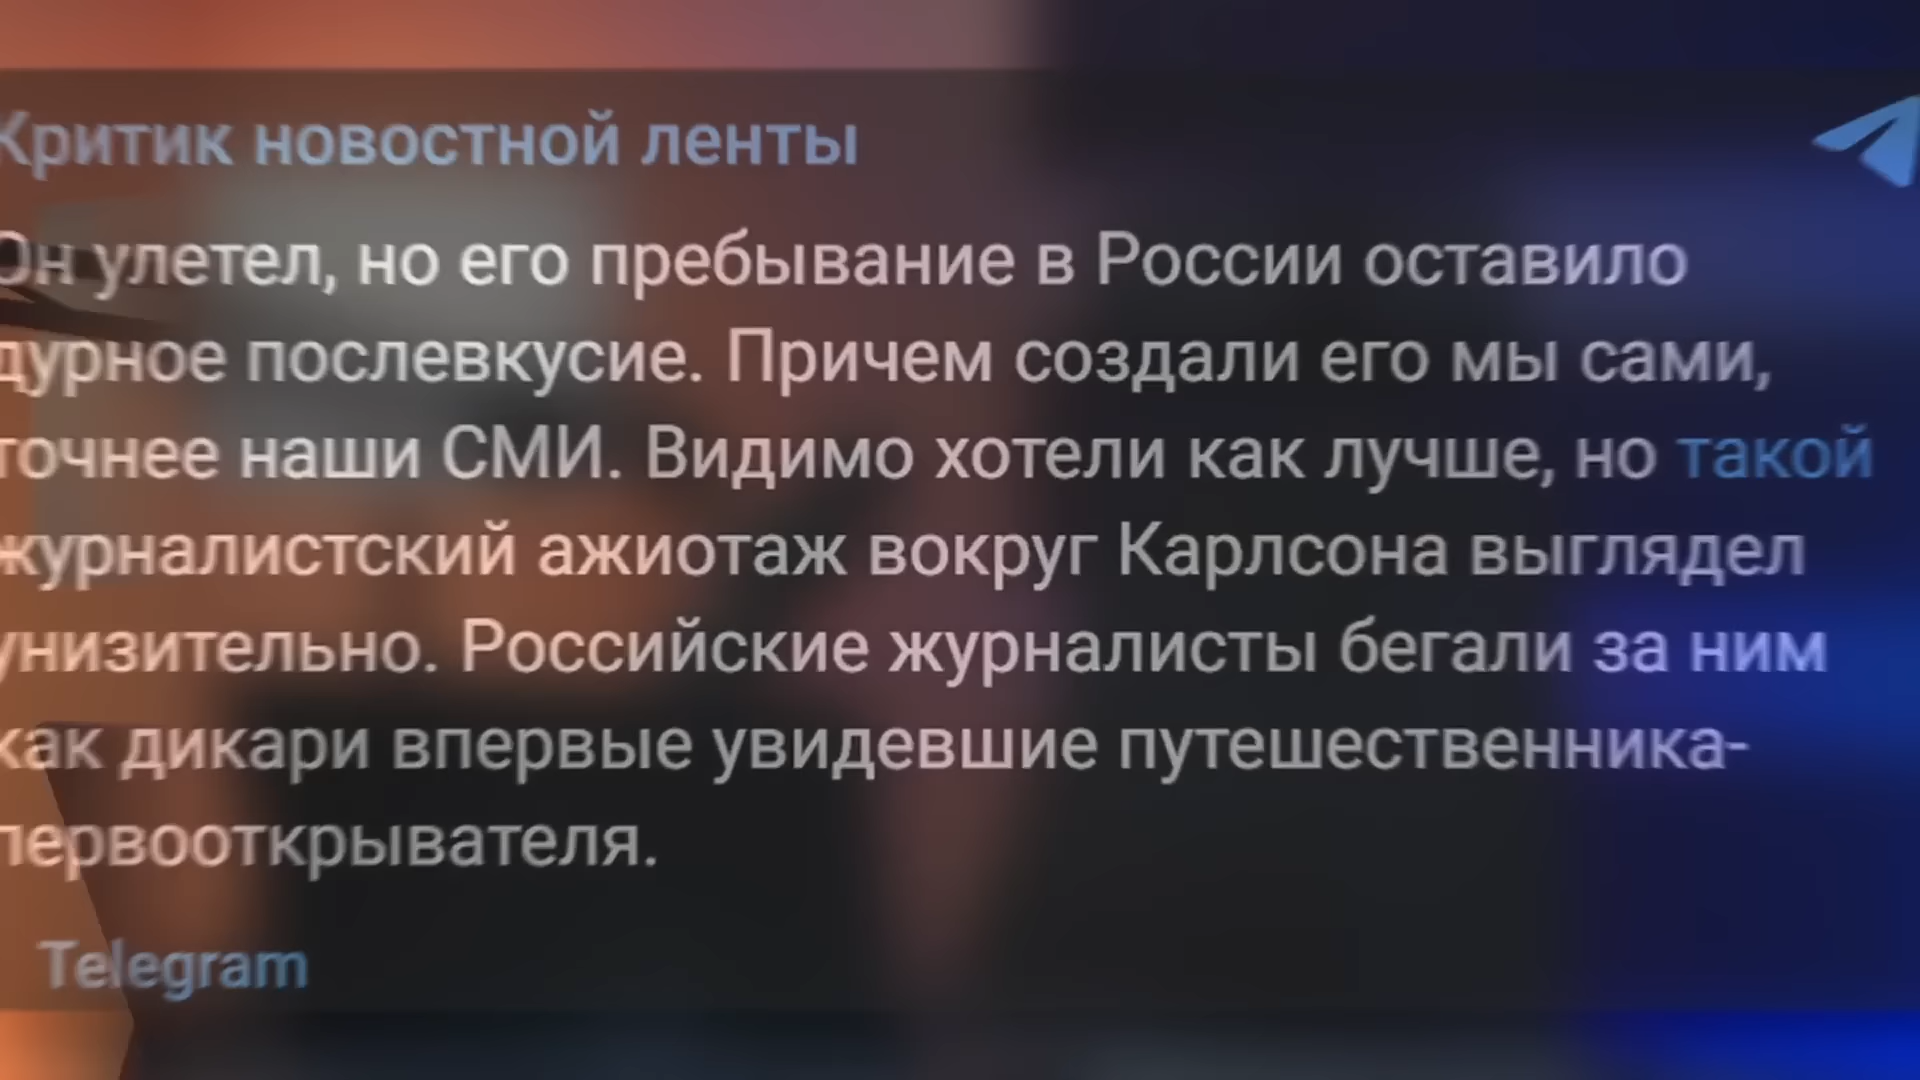 Критик новостной ленты
Он улетел, но его пребывание в России оставило
дурное послевкусие. Причем создали его мы сами,
точнее наши СМИ. Видимо хотели как лучше, но такой
журналистский ажиотаж вокруг Карлсона выглядел
унизительно. Российские журналисты бегали за ним
как дикари впервые увидевшие путешественника-
первооткрывателя.
Telegram